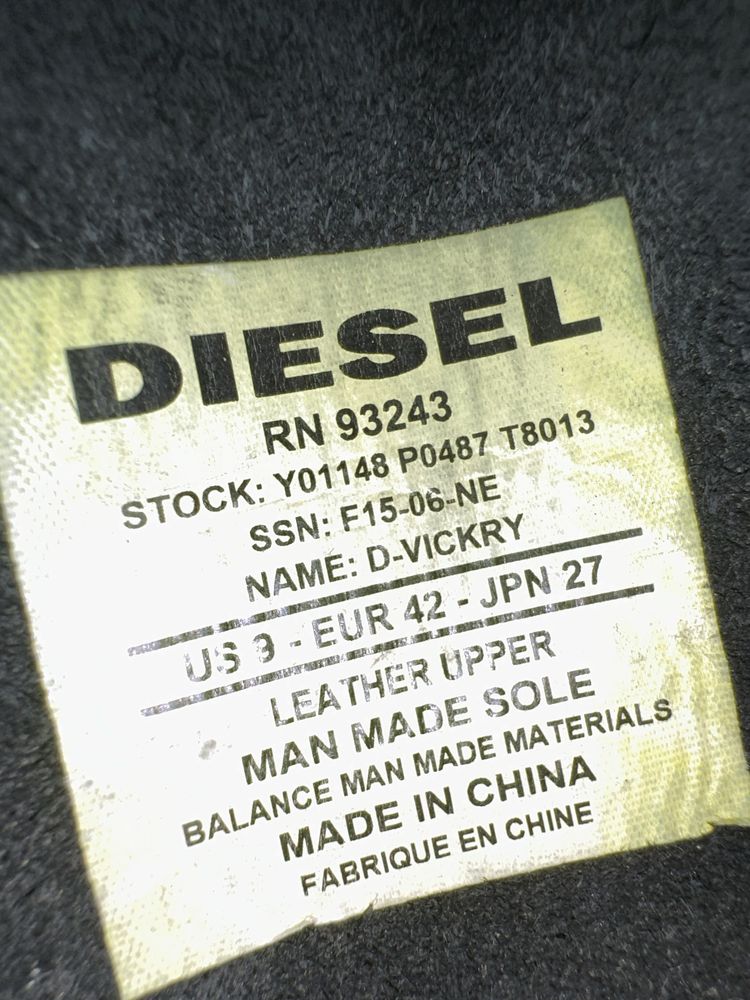 DIESEL
RN 93243
STOCK: Y01148 P0487 T8013
SSN: F15-06-NE
NAME: D-VICKRY
US 9 - EUR 42 - JPN 27
LEATHER UPPER
MAN MADE SOLE
BALANCE MAN MADE MATERIALS
MADE IN CHINA
FABRIQUE EN CHINE